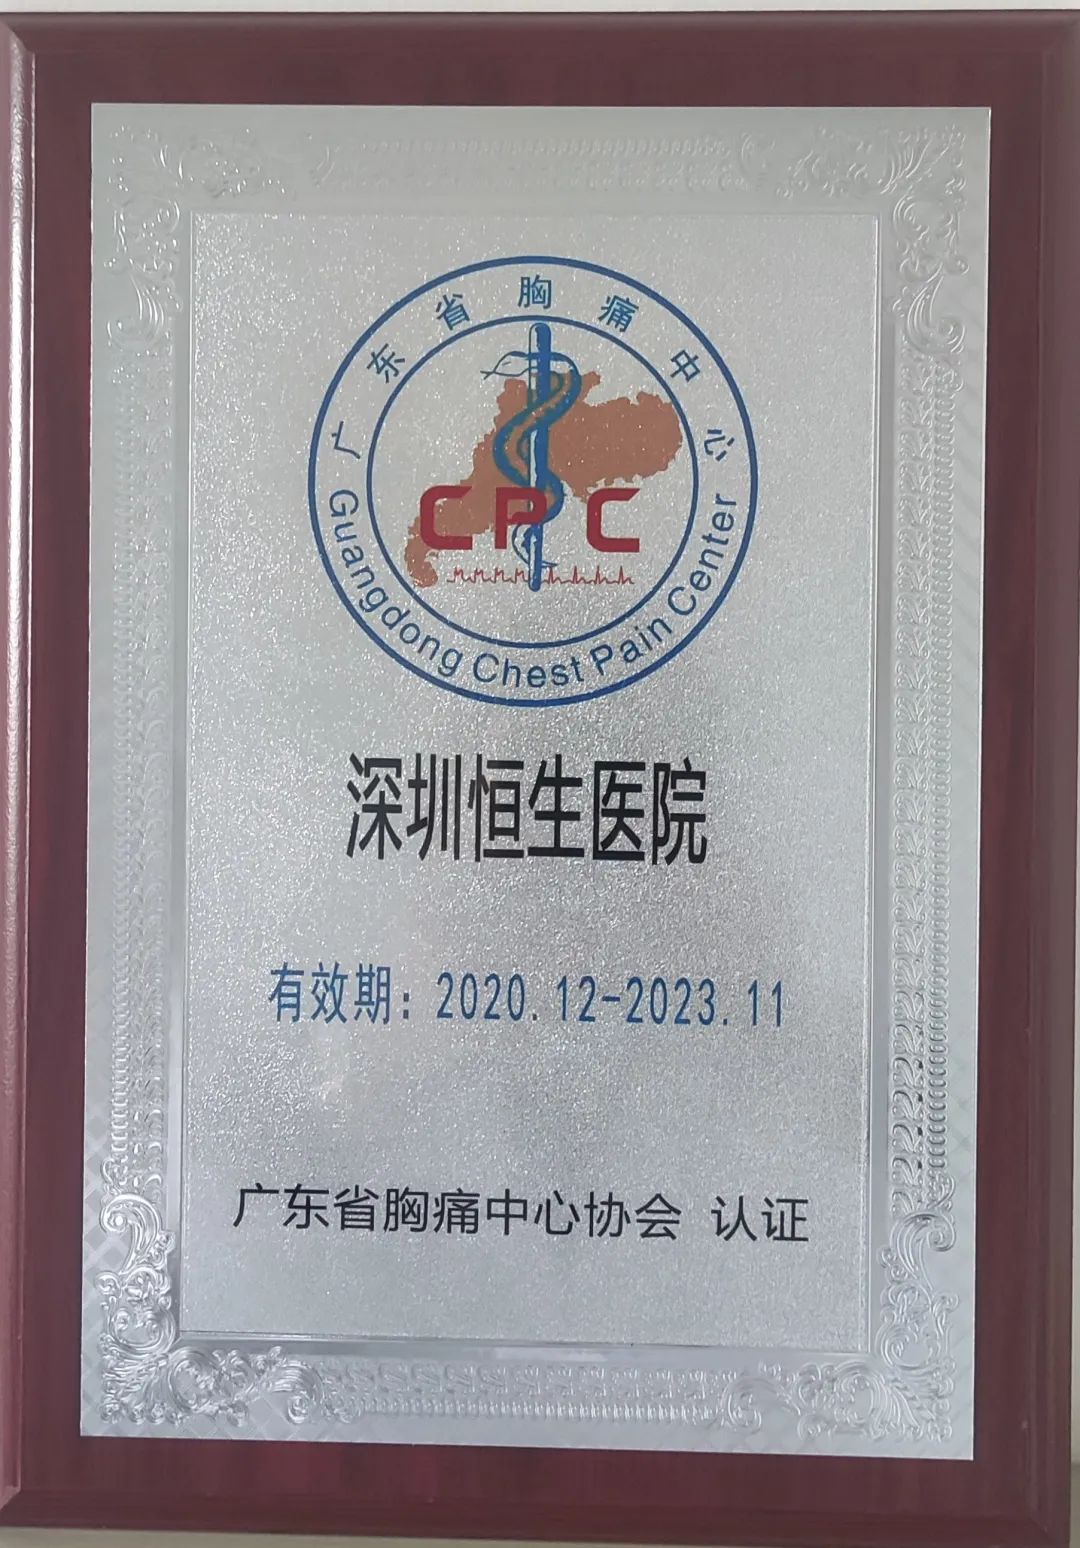 广东省胸痛中心
CPC
Guangdong Chest Pain Center
深圳恒生医院
有效期：2020.12-2023.11
广东省胸痛中心协会 认证